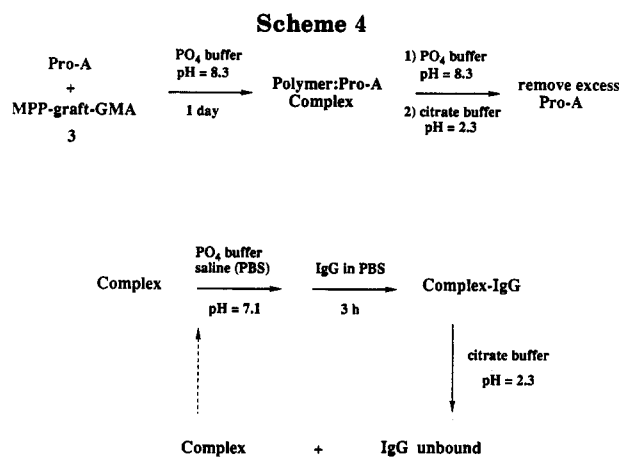 Scheme 4
Pro-A
+
MPP-graft-GMA
3
PO4 buffer
pH = 8.3
1 day
Polymer:Pro-A
Complex
1) PO4 buffer
pH = 8.3
2) citrate buffer
pH = 2.3
remove excess
Pro-A
Complex
PO4 buffer
saline (PBS)
pH = 7.1
IgG in PBS
3 h
Complex-IgG
citrate buffer
pH = 2.3
Complex + IgG unbound